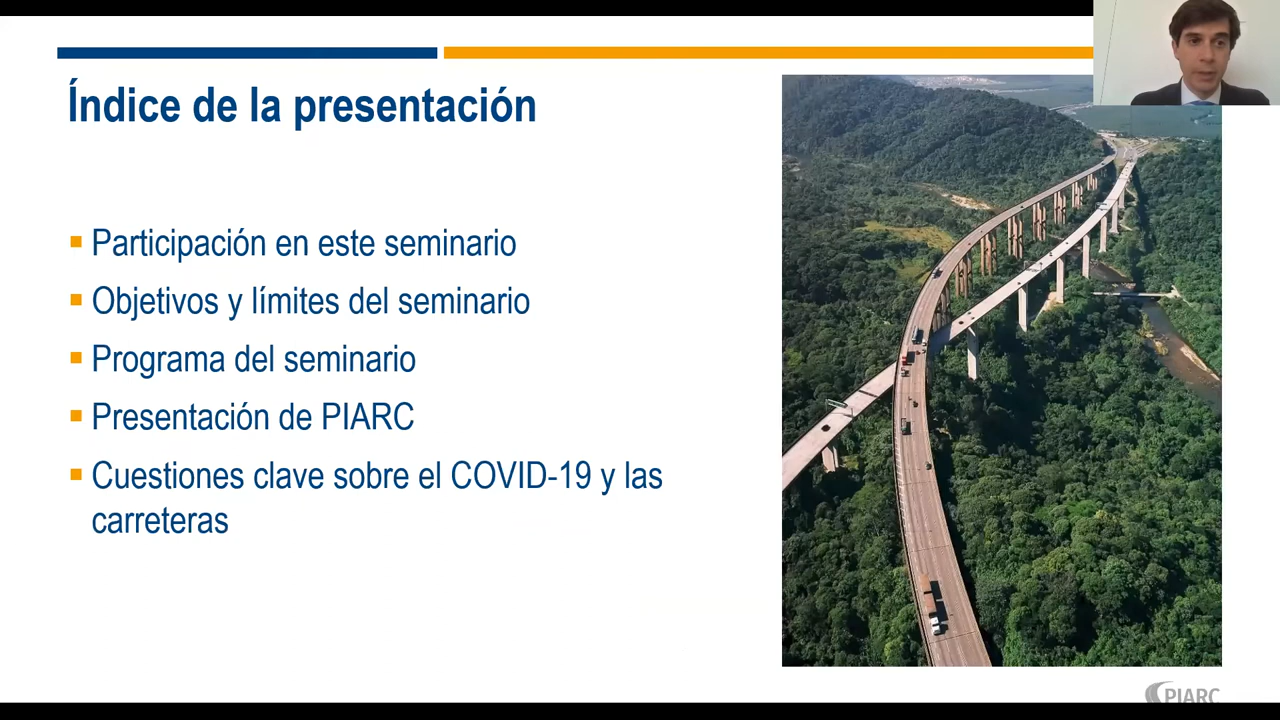 Índice de la presentación
Participación en este seminario
Objetivos y límites del seminario
Programa del seminario
Presentación de PIARC
Cuestiones clave sobre el COVID-19 y las
carreteras
PIARC